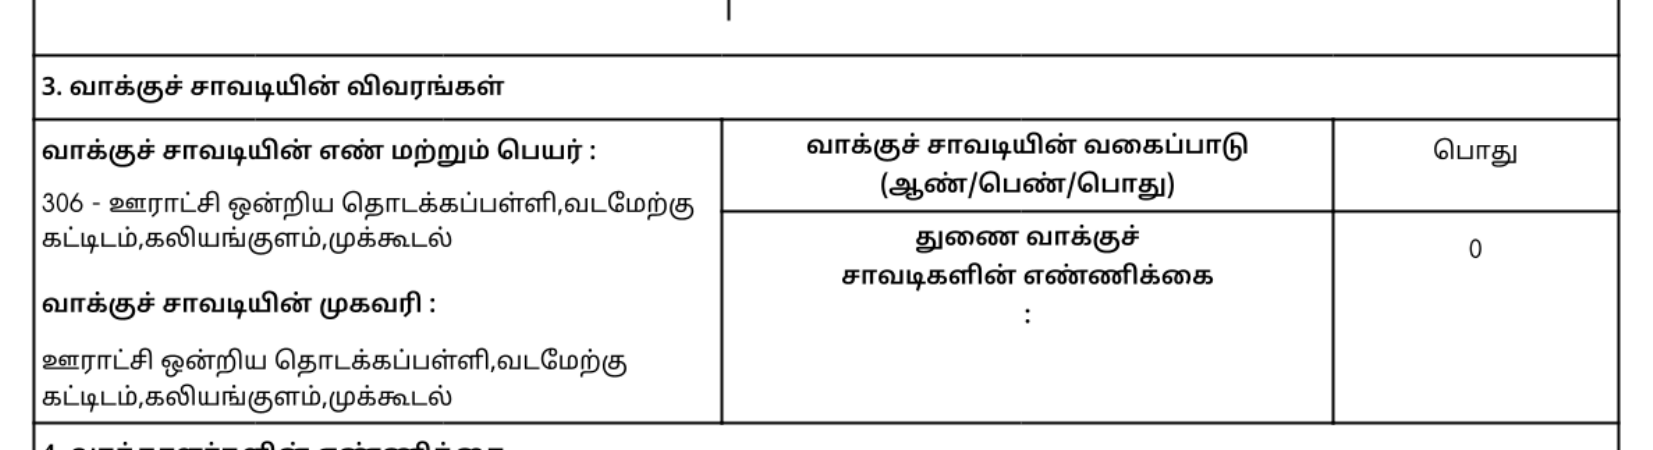 3. வாக்குச் சாவடியின் விவரங்கள்
வாக்குச் சாவடியின் எண் மற்றும் பெயர் :
306 - ஊராட்சி ஒன்றிய தொடக்கப்பள்ளி,வடமேற்கு
கட்டிடம்,கலியங்குளம்,முக்கூடல்
வாக்குச் சாவடியின் முகவரி :
ஊராட்சி ஒன்றிய தொடக்கப்பள்ளி,வடமேற்கு
கட்டிடம்,கலியங்குளம்,முக்கூடல்
வாக்குச் சாவடியின் வகைப்பாடு
(ஆண்/பெண்/பொது)
பொது
துணை வாக்குச்
சாவடிகளின் எண்ணிக்கை
:
0